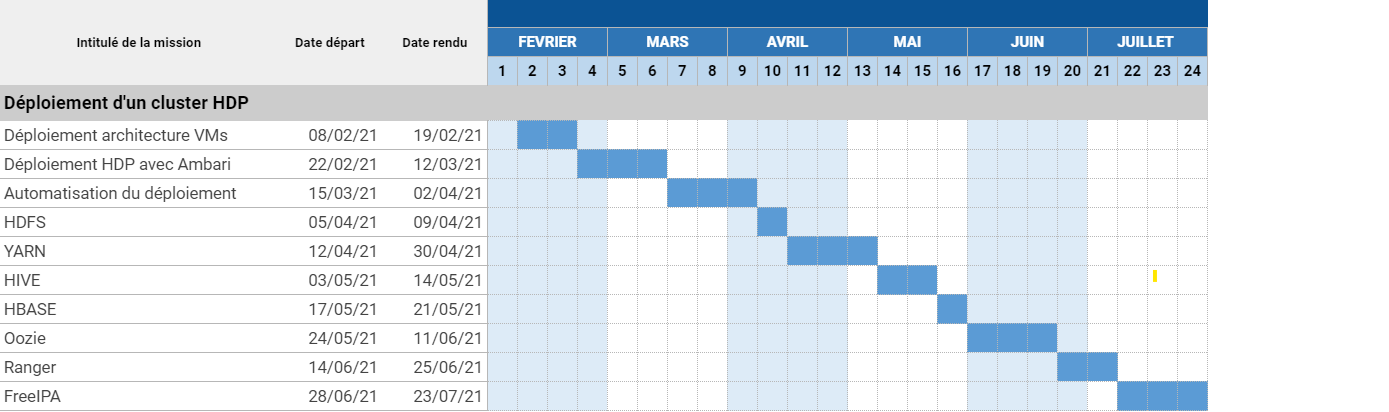 FEVRIER MARS AVRIL MAI JUIN JUILLET
Intitulé de la mission Date départ Date rendu
1 2 3 4 5 6 7 8 9 10 11 12 13 14 15 16 17 18 19 20 21 22 23 24
Déploiement d'un cluster HDP
Déploiement architecture VMs 08/02/21 19/02/21
Déploiement HDP avec Ambari 22/02/21 12/03/21
Automatisation du déploiement 15/03/21 02/04/21
HDFS 05/04/21 09/04/21
YARN 12/04/21 30/04/21
HIVE 03/05/21 14/05/21
HBASE 17/05/21 21/05/21
Oozie 24/05/21 11/06/21
Ranger 14/06/21 25/06/21
FreeIPA 28/06/21 23/07/21